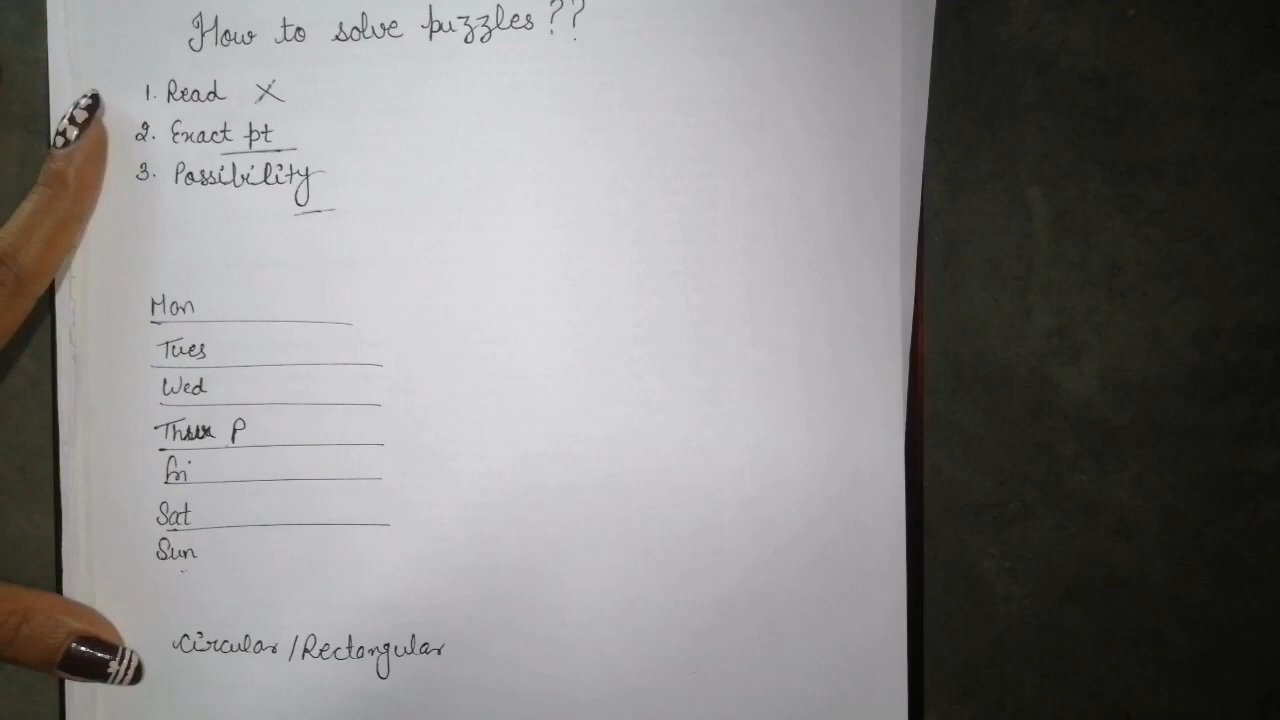 How to solve puzzles ??
1. Read X
2. Exact pt
3. Possibility
Mon
Tues
Wed
Thur P
Fri
Sat
Sun
Circular / Rectangular